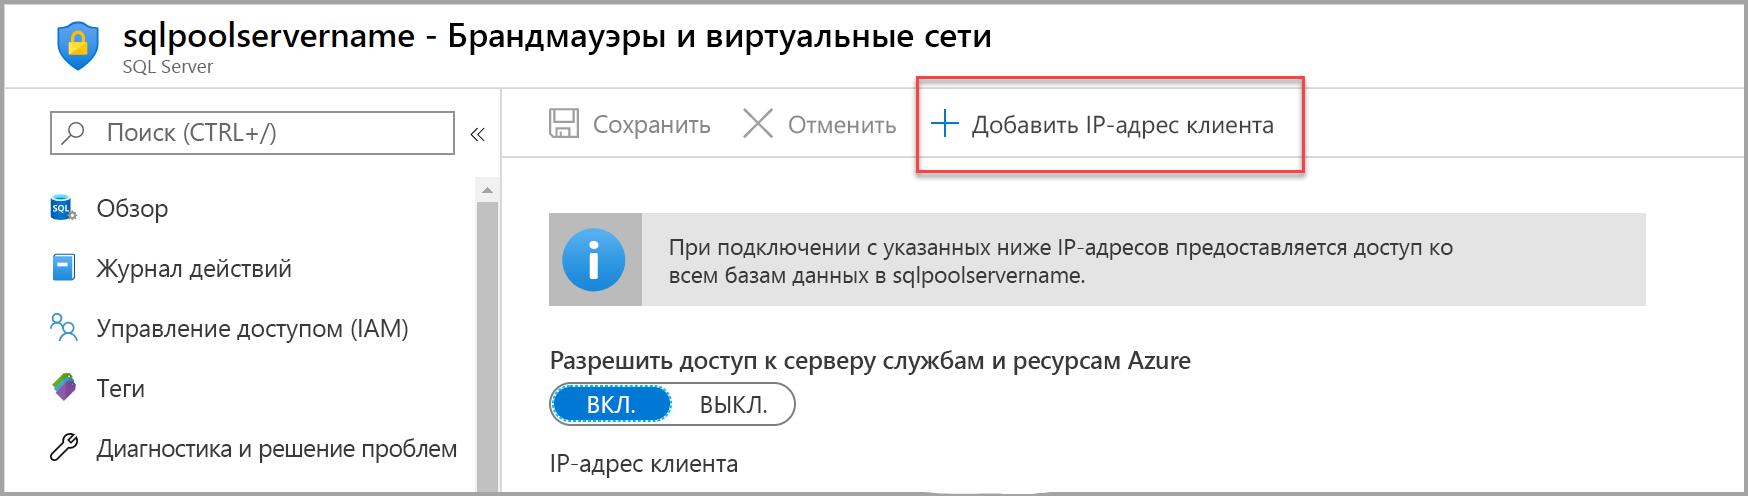 sqlpoolservername - Брандмауэры и виртуальные сети
SQL Server
Поиск (CTRL+/)
«
Сохранить
Отменить
Добавить IP-адрес клиента
Обзор
Журнал действий
Управление доступом (IAM)
Теги
Диагностика и решение проблем
При подключении с указанных ниже IP-адресов предоставляется доступ ко
всем базам данных в sqlpoolservername.
Разрешить доступ к серверу службам и ресурсам Azure
ВКЛ. ВЫКЛ.
IP-адрес клиента